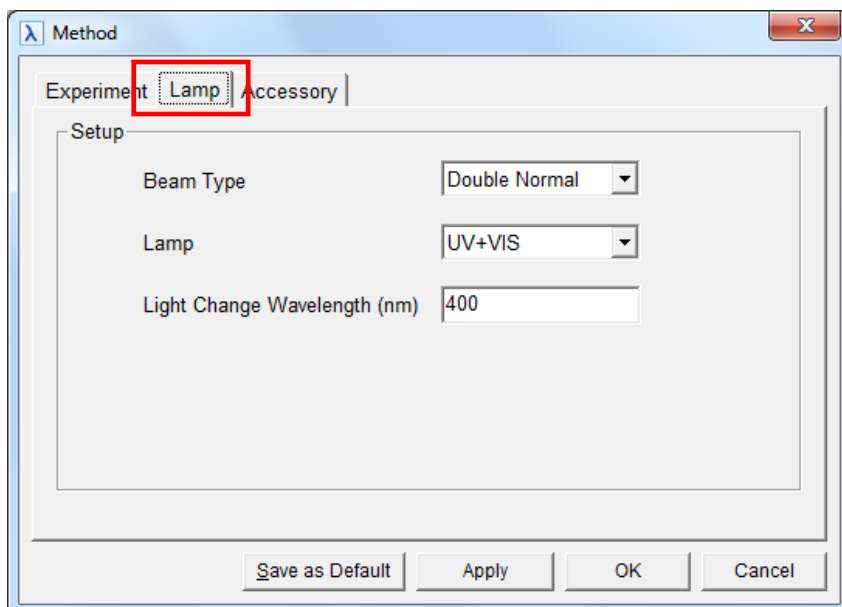 λ Method
Experiment Lamp Accessory
Setup
Beam Type Double Normal
Lamp UV+VIS
Light Change Wavelength (nm) 400
Save as Default Apply OK Cancel